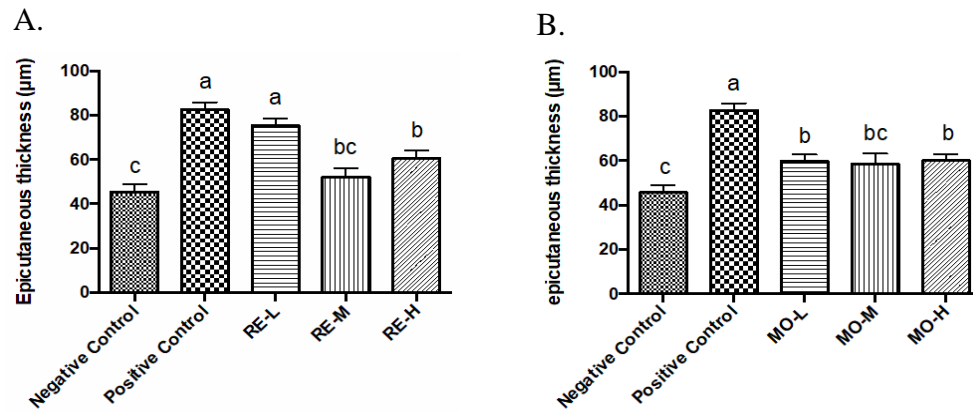 A.
Epicutaneous thickness (µm)
100
80
60
40
20
0
c
a
a
bc
b
Negative Control
Positive Control
RE-L
RE-M
RE-H
B.
epicutaneous thickness (µm)
100
80
60
40
20
0
c
a
b
bc
b
Negative Control
Positive Control
MO-L
MO-M
MO-H